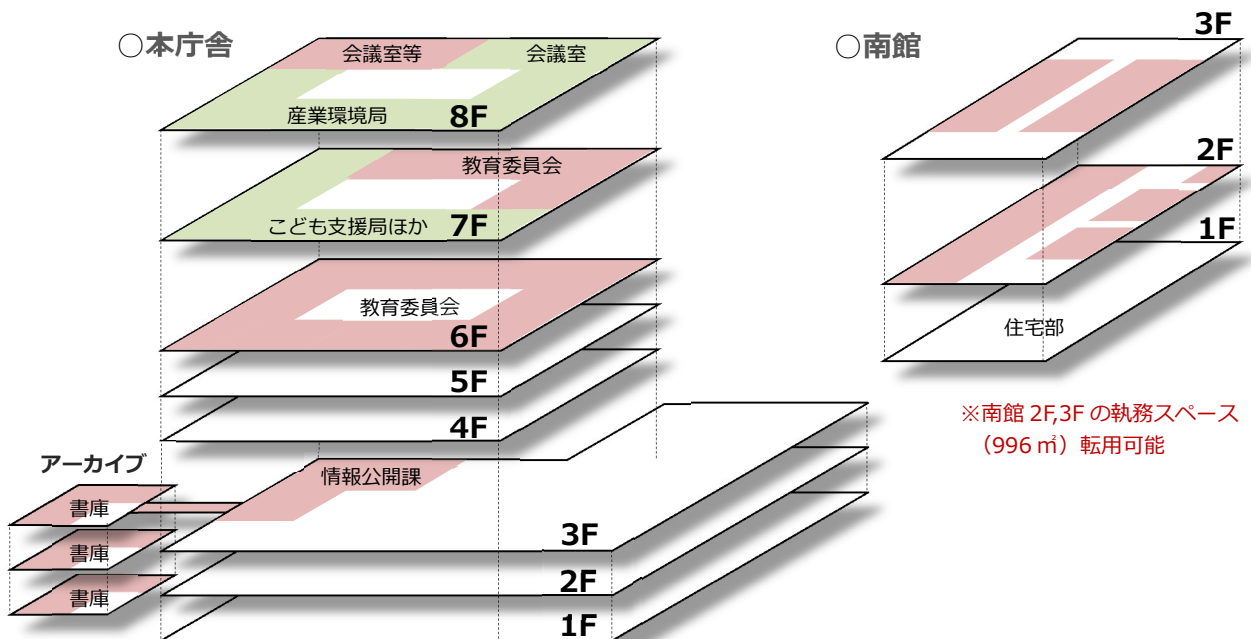 ○本庁舎
会議室等
会議室
産業環境局
8F
教育委員会
こども支援局ほか
7F
教育委員会
6F
5F
4F
アーカイブ
情報公開課
書庫
書庫
書庫
3F
2F
1F
○南館
3F
2F
1F
住宅部
※南館 2F,3F の執務スペース
（996 ㎡）転用可能